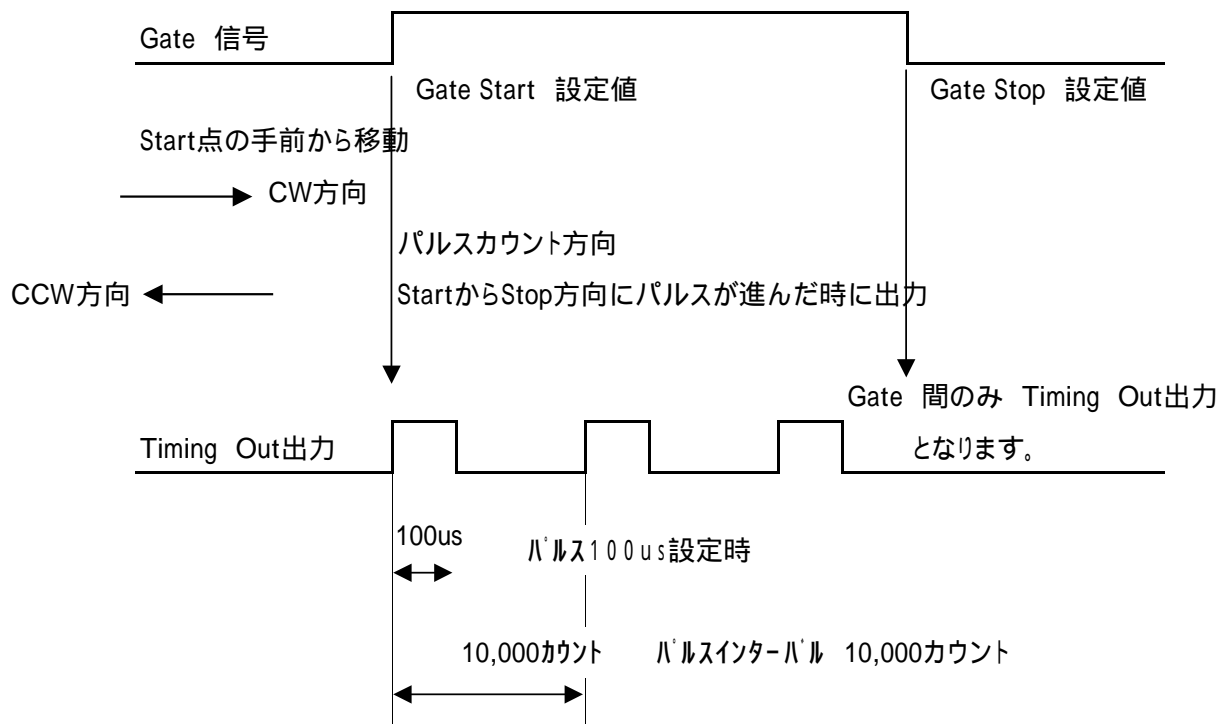 Gate 信号
Gate Start 設定値
Gate Stop 設定値
Start点の手前から移動
CW方向
パルスカウント方向
CCW方向
StartからStop方向にパルスが進んだ時に出力
Gate 間のみ Timing Out出力
Timing Out出力
となります。
100us
ﾊﾟﾙｽ100us設定時
10,000ｶｳﾝﾄ
ﾊﾟﾙｽｲﾝﾀｰﾊﾞﾙ 10,000カウント